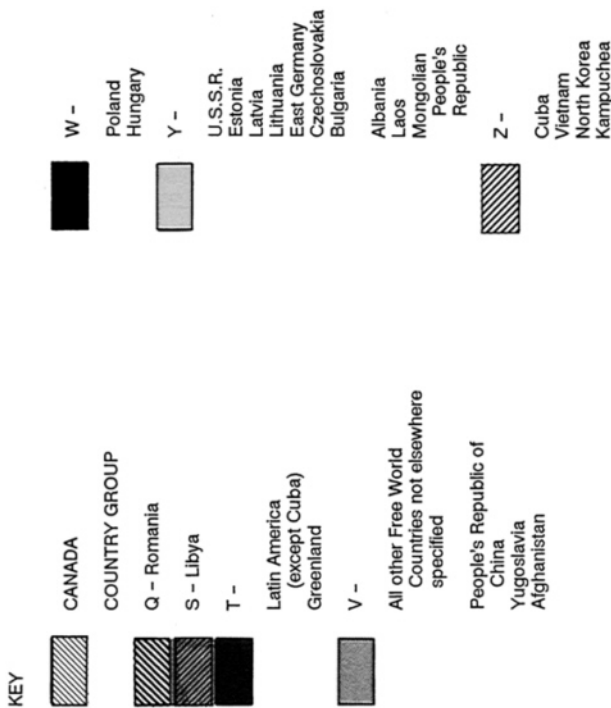 KEY
CANADA
COUNTRY GROUP
Q – Romania
S – Libya
T –
Latin America
(except Cuba)
Greenland
V –
All other Free World
Countries not elsewhere
specified
People's Republic of
China
Yugoslavia
Afghanistan
W –
Poland
Hungary
Y –
U.S.S.R.
Estonia
Latvia
Lithuania
East Germany
Czechoslovakia
Bulgaria
Albania
Laos
Mongolian
People's
Republic
Z –
Cuba
Vietnam
North Korea
Kampuchea